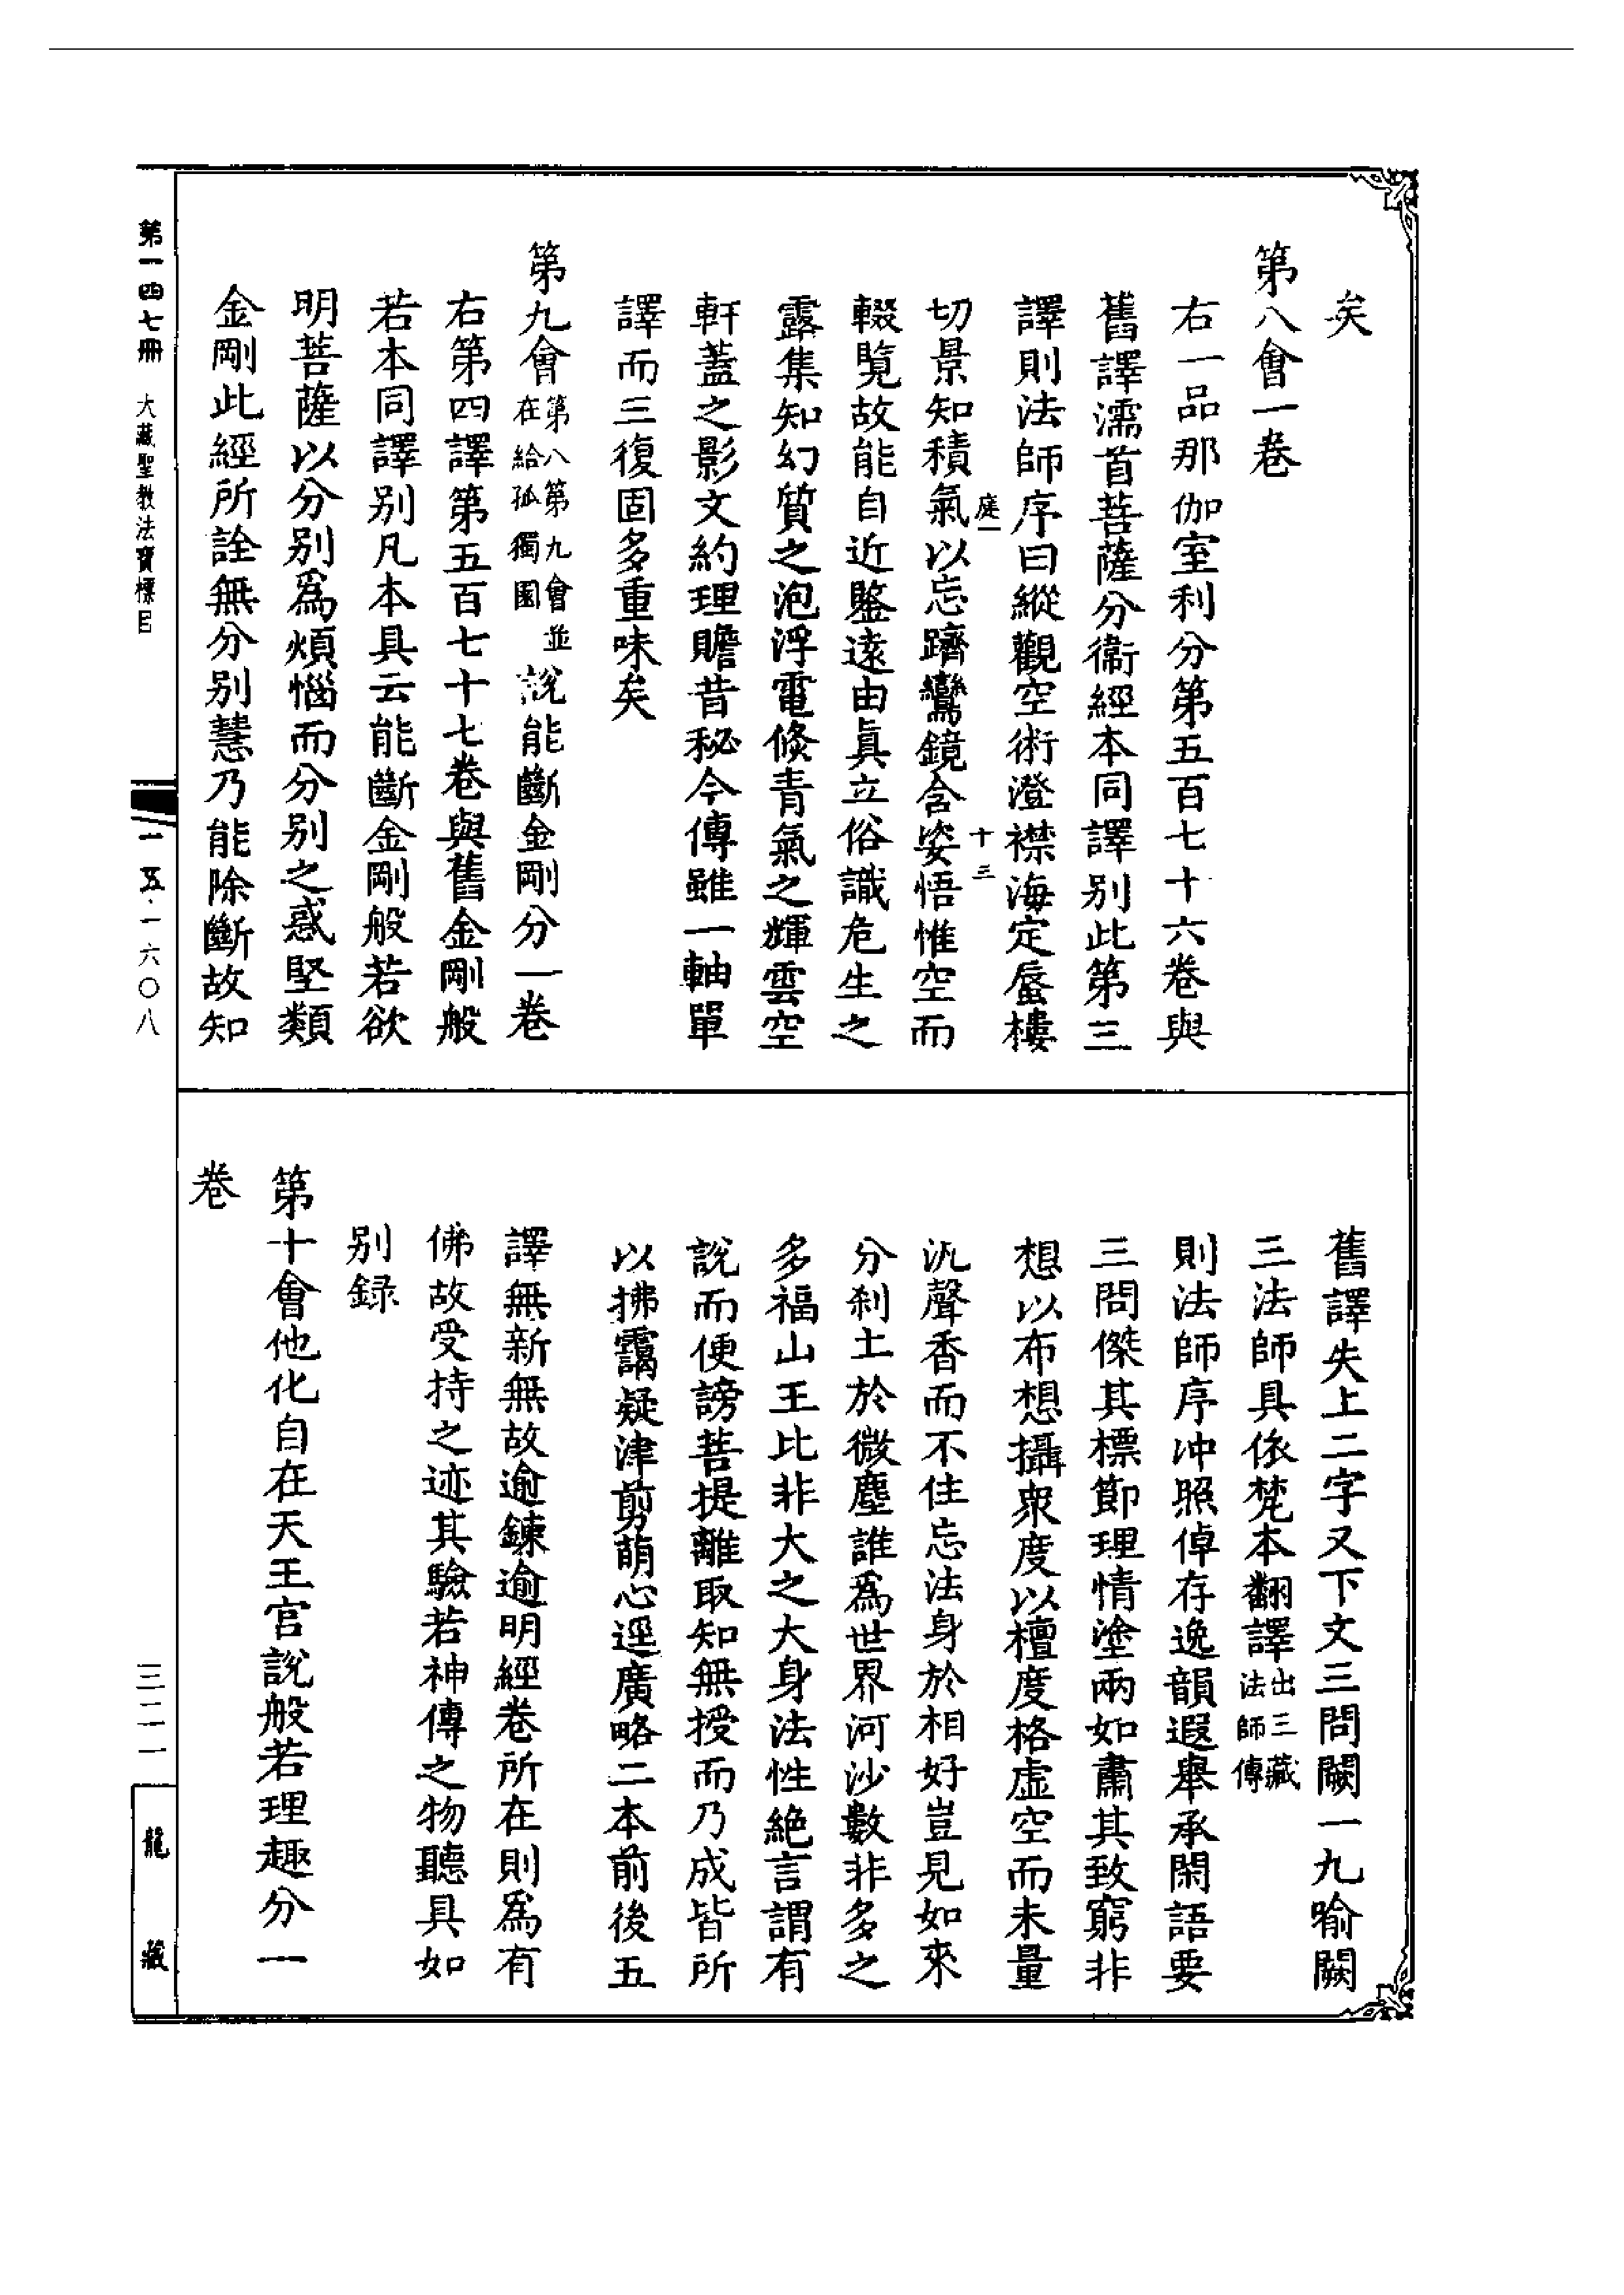 矣
第八會一卷
右一品那伽室利分第五百七十六卷與
舊譯濡首菩薩分衞經本同譯别此第三
譯則法師序曰縱觀空術澄襟海定蜃樓
庭一
十三
切景知積氣以忘躋鸞鏡含姿悟惟空而
輟覽故能自近鑒遠由眞立俗識危生之
露集知幻質之泡浮電倐青氣之輝雲空
軒蓋之影文約理贍昔秘今傳雖一軸單
譯而三復固多重味矣
第九會第八第九會並在給孤獨園說能斷金剛分一卷
右第四譯第五百七十七卷與舊金剛般
若本同譯别凡本具云能斷金剛般若欲
明菩薩以分别爲煩惱而分别之惑堅類
金剛此經所詮無分别慧乃能除斷故知
舊譯失上二字又下文三問闕一九喻闕
三法師具依梵本翻譯出三藏法師傳
則法師序冲照倬存逸韻遐舉承閑語要
三問傑其標節理情塗兩如肅其致窮非
想以布想攝衆度以檀度格虛空而未量
汎聲香而不住忘法身於相好豈見如來
分刹土於微塵誰爲世界河沙數非多之
多福山王比非大之大身法性絶言謂有
說而便謗菩提離取知無授而乃成皆所
以拂靄疑津剪萌心逕廣略二本前後五
譯無新無故逾鍊逾明經卷所在則爲有
佛故受持之迹其驗若神傳之物聽具如
别録
第十會他化自在天王宫說般若理趣分一
卷
第一四七冊
大藏聖教法寶標目
一五·一六〇八
三二一
龍藏